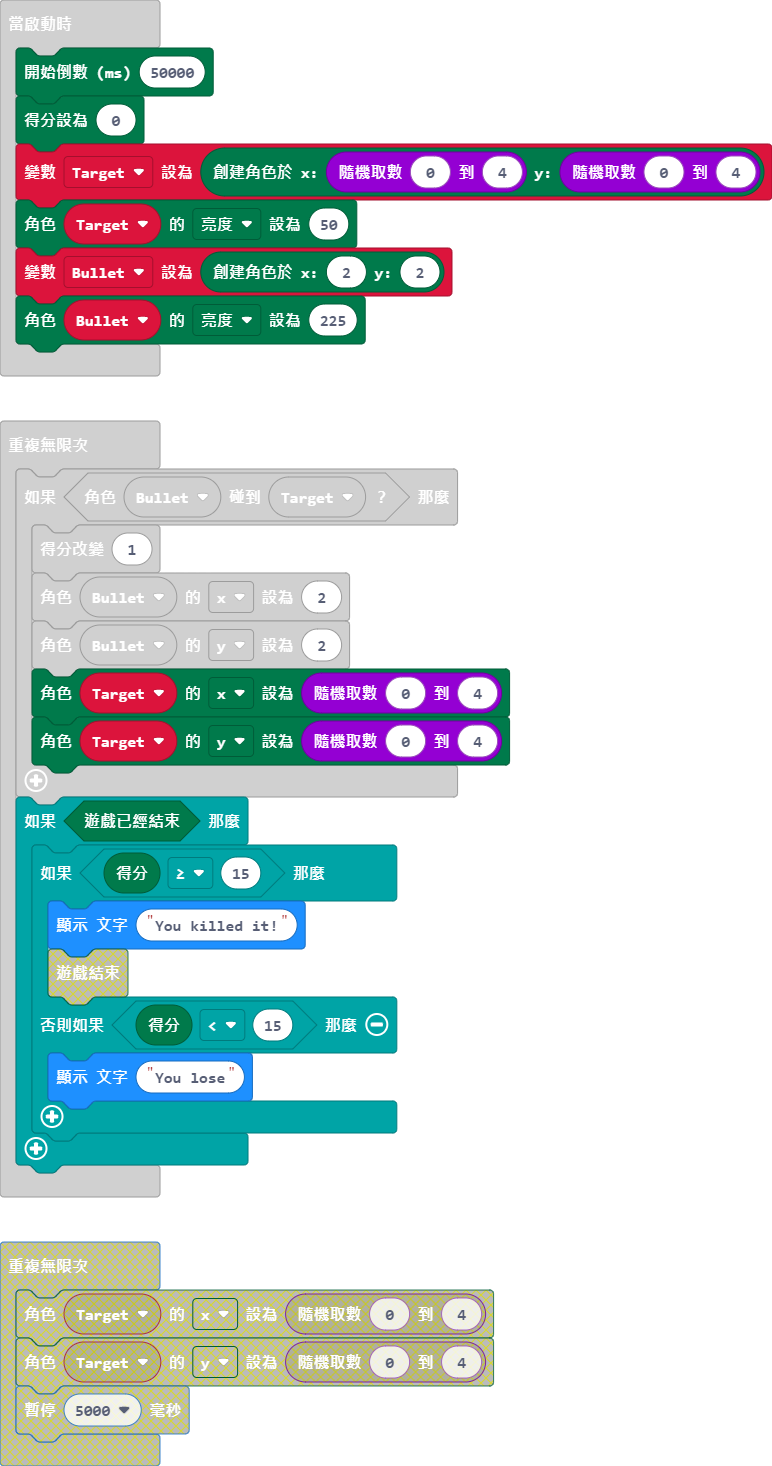 當啟動時
開始倒數 (ms) 50000
得分設為 0
變數 Target 設為 創建角色於 x: 隨機取數 0 到 4 y: 隨機取數 0 到 4
角色 Target 的 亮度 設為 50
變數 Bullet 設為 創建角色於 x: 2 y: 2
角色 Bullet 的 亮度 設為 225
重複無限次
如果 角色 Bullet 碰到 Target ? 那麼
得分改變 1
角色 Bullet 的 x 設為 2
角色 Bullet 的 y 設為 2
角色 Target 的 x 設為 隨機取數 0 到 4
角色 Target 的 y 設為 隨機取數 0 到 4
如果 遊戲已經結束 那麼
如果 得分 ≥ 15 那麼
顯示 文字 "You killed it!"
遊戲結束
否則如果 得分 < 15 那麼
顯示 文字 "You lose"
重複無限次
角色 Target 的 x 設為 隨機取數 0 到 4
角色 Target 的 y 設為 隨機取數 0 到 4
暫停 5000 毫秒